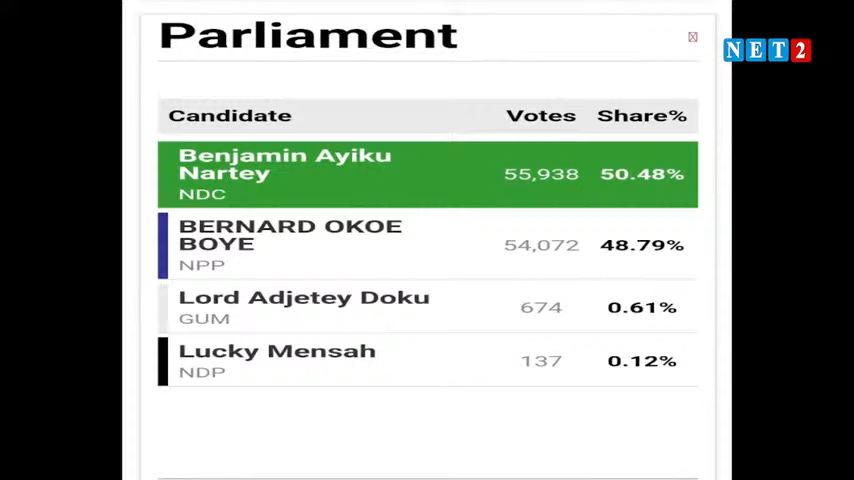 Parliament
NET2
Candidate Votes Share%
Benjamin Ayiku
Nartey
55,938 50.48%
NDC
BERNARD OKOE
BOYE
54,072 48.79%
NPP
Lord Adjetey Doku
674 0.61%
GUM
Lucky Mensah
137 0.12%
NDP